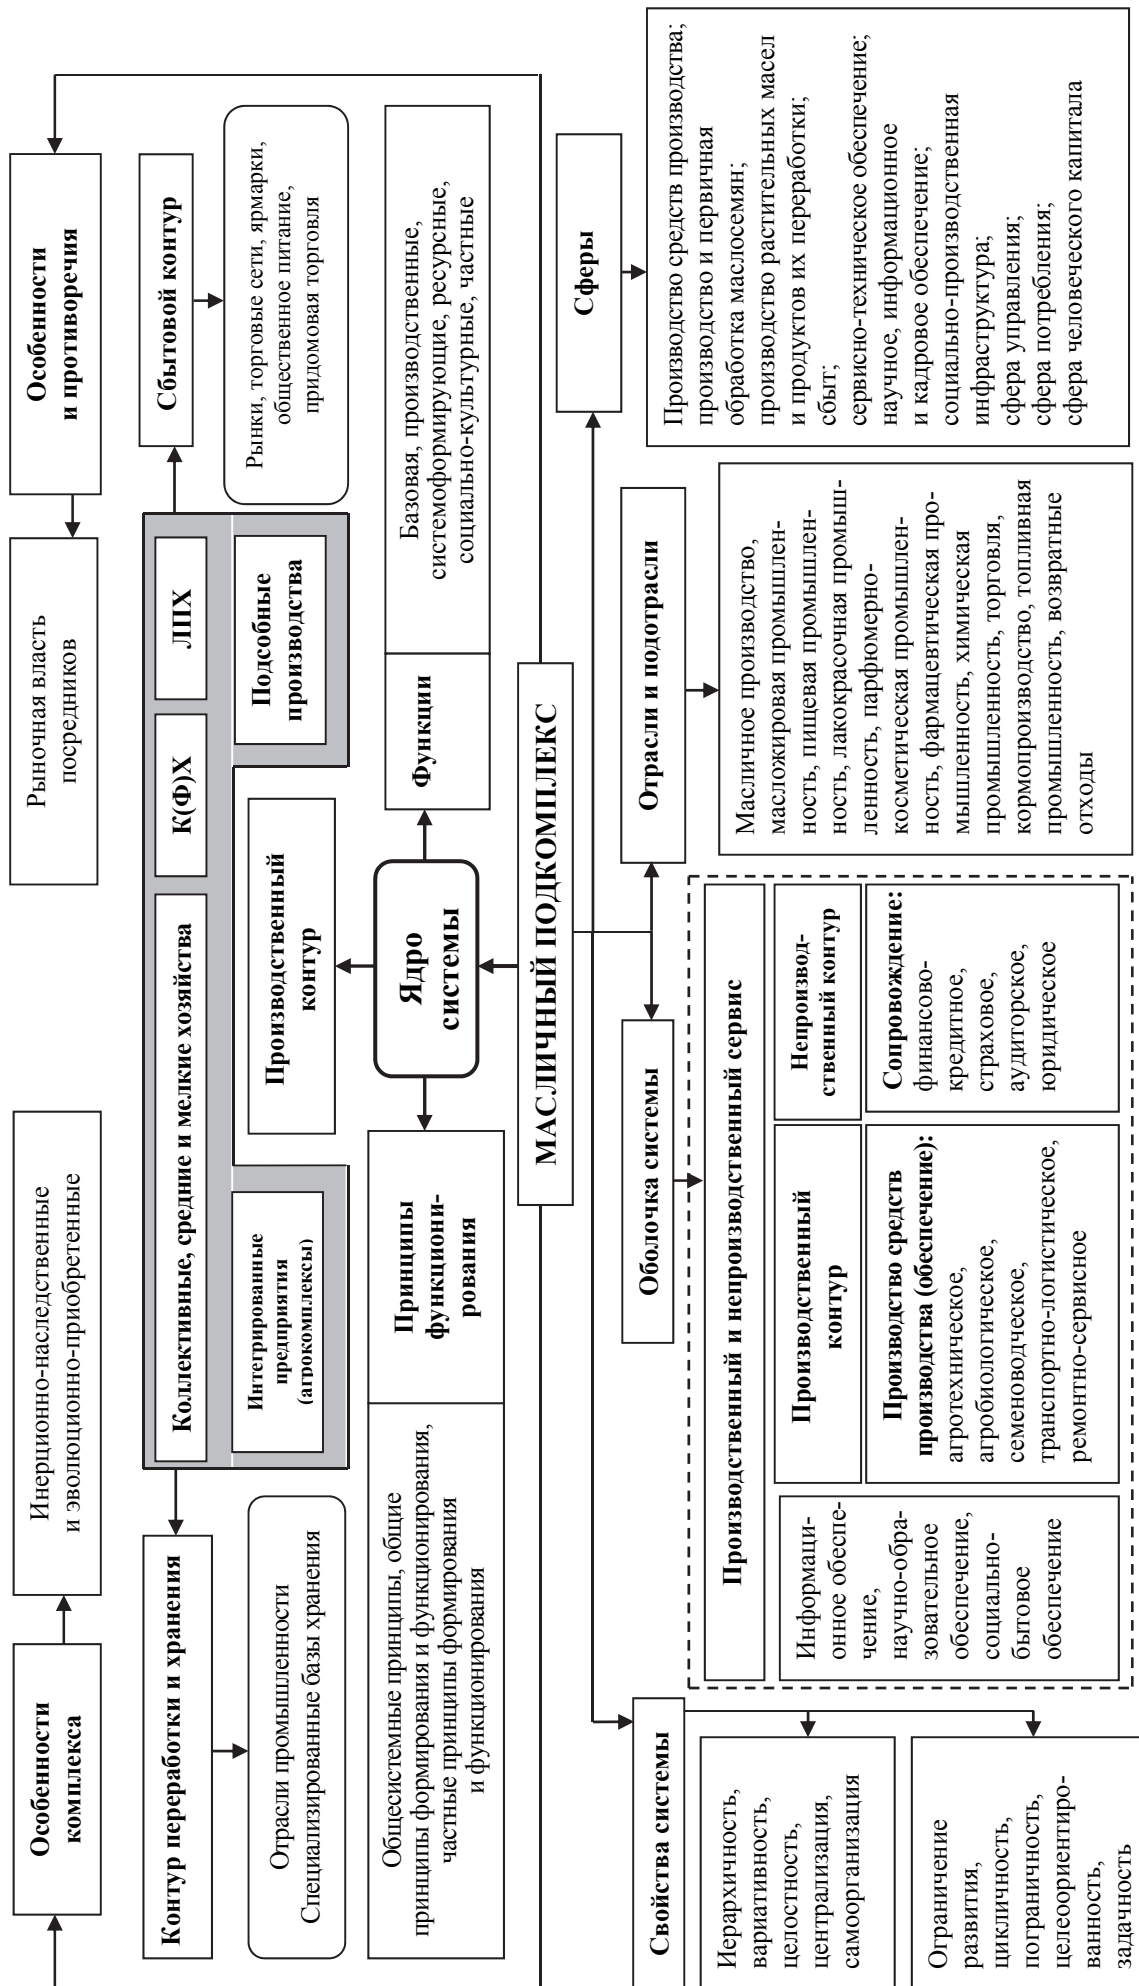 Особенности
комплекса
Инерционно-наследственные
и эволюционно-приобретенные
Рыночная власть
посредников
Особенности
и противоречия
Контур переработки и хранения
Отрасли промышленности
Специализированные базы хранения
Коллективные, средние и мелкие хозяйства
К(Ф)Х
ЛПХ
Интегрированные
предприятия
(агрокомплексы)
Подсобные
производства
Сбытовой контур
Рынки, торговые сети, ярмарки,
общественное питание,
придомовая торговля
Производственный
контур
Общесистемные принципы, общие
принципы формирования и функционирования,
частные принципы формирования
и функционирования
Принципы
функциони-
рования
Ядро
системы
Функции
Базовая, производственные,
системоформирующие, ресурсные,
социально-культурные, частные
МАСЛИЧНЫЙ ПОДКОМПЛЕКС
Свойства системы
Иерархичность,
вариативность,
целостность,
централизация,
самоорганизация
Ограничение
развития,
цикличность,
пограничность,
целеориентиро-
ванность,
задачность
Оболочка системы
Производственный и непроизводственный сервис
Информаци-
онное обеспе-
чение,
научно-обра-
зовательное
обеспечение,
социально-
бытовое
обеспечение
Производственный
контур
Производство средств
производства (обеспечение):
агротехническое,
агробиологическое,
семеноводческое,
транспортно-логистическое,
ремонтно-сервисное
Непроизвод-
ственный контур
Сопровождение:
финансово-
кредитное,
страховое,
аудиторское,
юридическое
Отрасли и подотрасли
Масличное производство,
масложировая промышлен-
ность, пищевая промышлен-
ность, лакокрасочная промыш-
ленность, парфюмерно-
косметическая промышлен-
ность, фармацевтическая про-
мышленность, химическая
промышленность, торговля,
кормопроизводство, топливная
промышленность, возвратные
отходы
Сферы
Производство средств производства;
производство и первичная
обработка маслосемян;
производство растительных масел
и продуктов их переработки;
сбыт;
сервисно-техническое обеспечение;
научное, информационное
и кадровое обеспечение;
социально-производственная
инфраструктура;
сфера управления;
сфера потребления;
сфера человеческого капитала